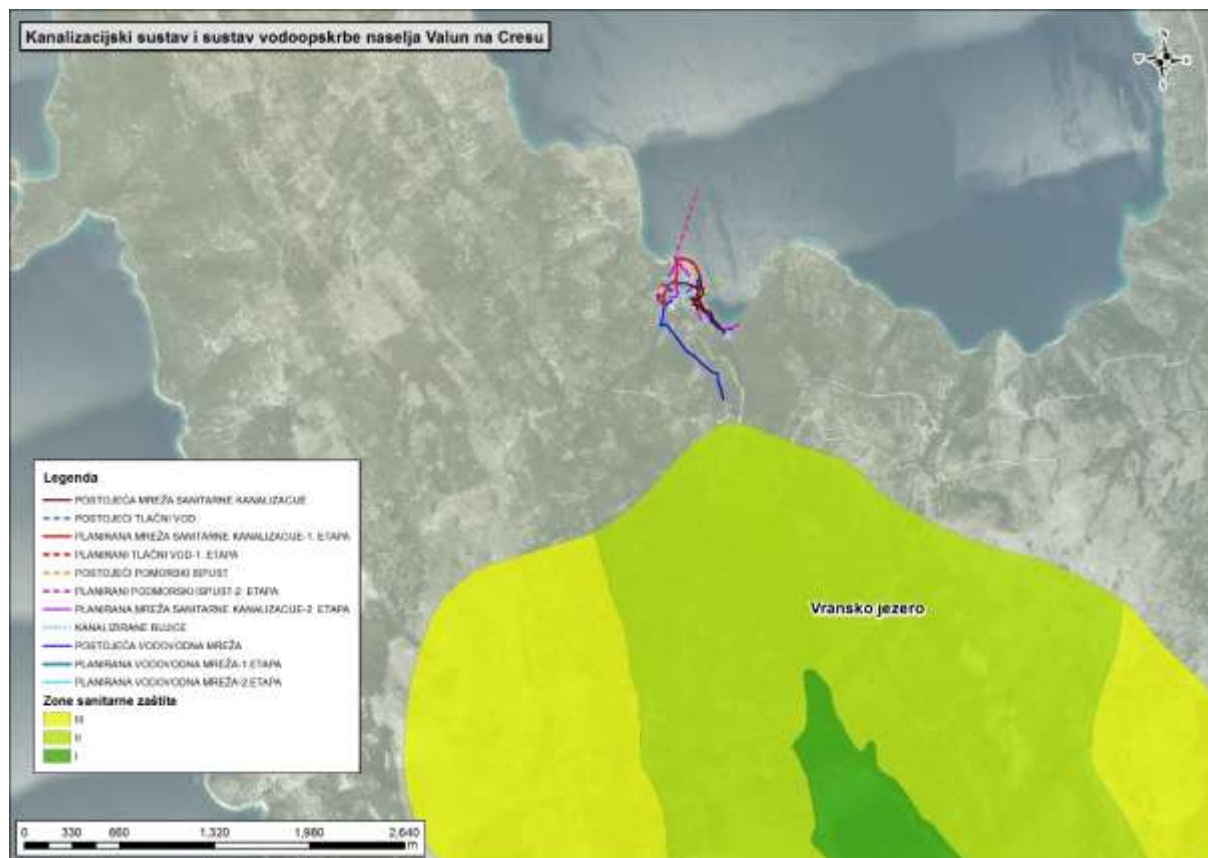 Kanalizacijski sustav i sustav vodoopskrbe naselja Valun na Cresu
N
Vransko jezero
Legenda
POSTOJEĆA MREŽA SANITARNE KANALIZACIJE
POSTOJEĆI TLAČNI VOD
PLANIRANA MREŽA SANITARNE KANALIZACIJE-1. ETAPA
PLANIRANI TLAČNI VOD-1. ETAPA
POSTOJEĆI POMORSKI ISPUST
PLANIRANI PODMORSKI ISPUST-2. ETAPA
PLANIRANA MREŽA SANITARNE KANALIZACIJE-2. ETAPA
KANALIZIRANE BUJICE
POSTOJEĆA VODOVODNA MREŽA
PLANIRANA VODOVODNA MREŽA-1.ETAPA
PLANIRANA VODOVODNA MREŽA-2.ETAPA
Zone sanitarne zaštite
III
II
I
0 330 660 1,320 1,980 2,640
m